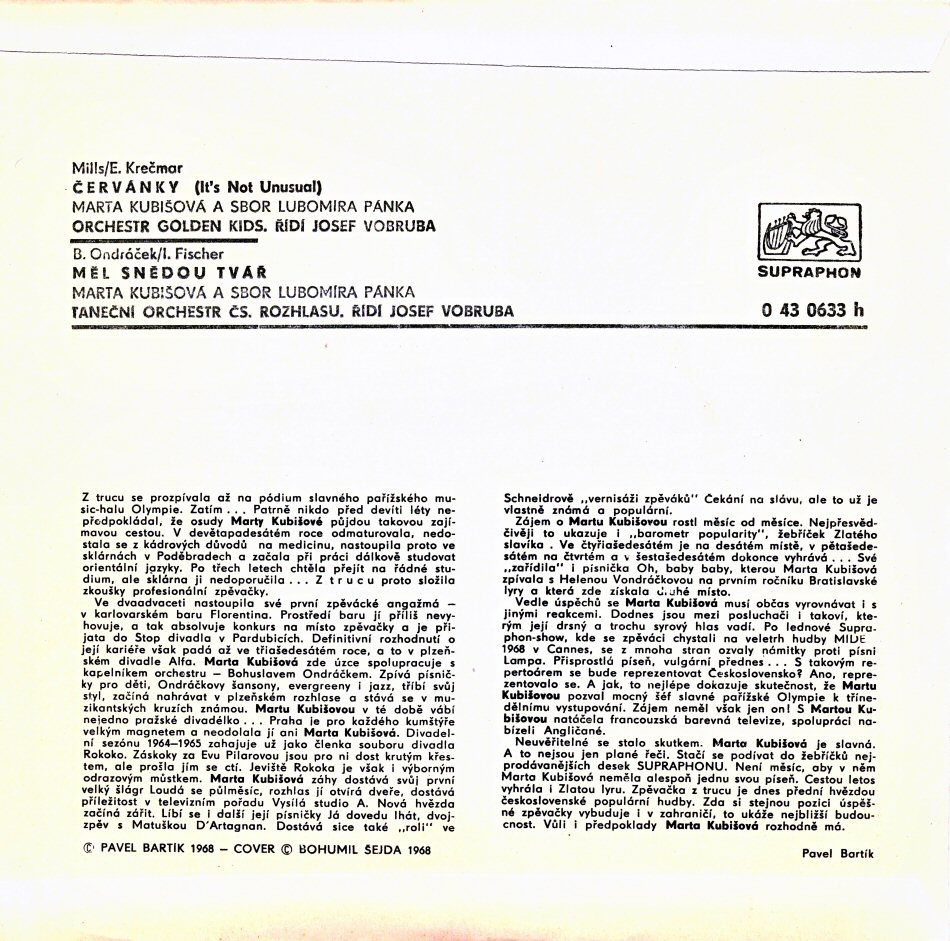 Mills/E. Krečmar
ČERVÁNKY (It's Not Unusual)
MARTA KUBIŠOVÁ A SBOR LUBOMÍRA PÁNKA
ORCHESTR GOLDEN KIDS. ŘÍDÍ JOSEF VOBRUBA
B. Ondráček/I. Fischer
MĚL SNĚDOU TVÁŘ
MARTA KUBIŠOVÁ A SBOR LUBOMÍRA PÁNKA
TANEČNÍ ORCHESTR ČS. ROZHLASU. ŘÍDÍ JOSEF VOBRUBA
SUPRAPHON
0 43 0633 h
Z trucu se prozpívala až na pódium slavného pařížského mu-
sic-halu Olympie. Zatím . . . Patrně nikdo před devíti léty ne-
předpokládal, že osudy Marty Kubišové půjdou takovou zají-
mavou cestou. V devětapadesátém roce odmaturovala, nedo-
stala se z kádrových důvodů na medicinu, nastoupila proto ve
sklárnách v Poděbradech a začala při práci dálkově studovat
orientální jazyky. Po třech letech chtěla přejít na řádné stu-
dium, ale sklárna ji nedoporučila . . . Z trucu proto složila
zkoušky profesionální zpěvačky.
Ve dvaadvaceti nastoupila své první zpěvácké angažmá –
v karlovarském baru Florentina. Prostředí baru jí příliš nevy-
hovuje, a tak absolvuje konkurs na místo zpěvačky a je při-
jata do Stop divadla v Pardubicích. Definitivní rozhodnutí o
její kariéře však padá až ve třiašedesátém roce, a to v plzeň-
ském divadle Alfa. Marta Kubišová zde úzce spolupracuje s
kapelníkem orchestru – Bohuslavem Ondráčkem. Zpívá písnič-
ky pro děti, Ondráčkovy šansony, evergreeny i jazz, tříbí svůj
styl, začíná nahrávat v plzeňském rozhlase a stává se v mu-
zikantských kruzích známou. Martu Kubišovou v té době vábí
nejedno pražské divadélko . . . Praha je pro každého kumštýře
velkým magnetem a neodolala jí ani Marta Kubišová. Divadel-
ní sezónu 1964–1965 zahajuje už jako členka souboru divadla
Rokoko. Záskoky za Evu Pilarovou jsou pro ni dost krutým křes-
tem, ale prošla jím se ctí. Jeviště Rokoka je však i výborným
odrazovým můstkem. Marta Kubišová záhy dostává svůj první
velký šlágr Loudá se půlměsíc, rozhlas jí otvírá dveře, dostává
příležitost v televizním pořadu Vysílá studio A. Nová hvězda
začíná zářit. Líbí se i další její písničky Já dovedu lhát, dvoj-
zpěv s Matuškou D'Artagnan. Dostává sice také „roli" ve
© PAVEL BARTÍK 1968 – COVER © BOHUMIL ŠEJDA 1968
Schneidrově „vernisáži zpěváků" Čekání na slávu, ale to už je
vlastně známá a populární.
Zájem o Martu Kubišovou rostl měsíc od měsíce. Nejpřesvěd-
čivěji to ukazuje i „barometr popularity", žebříček Zlatého
slavíka . Ve čtyřiašedesátém je na desátém místě, v pětašede-
sátém na čtvrtém a v šestašedesátém dokonce vyhrává . . . Své
„zařídila" i písnička Oh, baby baby, kterou Marta Kubišová
zpívala s Helenou Vondráčkovou na prvním ročníku Bratislavské
lyry a která zde získala druhé místo.
Vedle úspěchů se Marta Kubišová musí občas vyrovnávat i s
jinými reakcemi. Dodnes jsou mezi posluchači i takoví, kte-
rým její drsný a trochu syrový hlas vadí. Po lednové Supra-
phon-show, kde se zpěváci chystali na veletrh hudby MIDE
1968 v Cannes, se z mnoha stran ozvaly námitky proti písni
Lampa. Přisprostlá píseň, vulgární přednes . . . S takovým re-
pertoárem se bude reprezentovat Československo? Ano, repre-
zentovalo se. A jak, to nejlépe dokazuje skutečnost, že Martu
Kubišovou pozval mocný šéf slavné pařížské Olympie k tříne-
dělnímu vystupování. Zájem neměl však jen on! S Martou Ku-
bišovou natáčela francouzská barevná televize, spolupráci na-
bízeli Angličané.
Neuvěřitelné se stalo skutkem. Marta Kubišová je slavná.
A to nejsou jen plané řeči. Stačí se podívat do žebříčků nej-
prodávanějších desek SUPRAPHONU. Není měsíc, aby v něm
Marta Kubišová neměla alespoň jednu svou píseň. Cestou letos
vyhrála i Zlatou lyru. Zpěvačka z trucu je dnes přední hvězdou
československé populární hudby. Zda si stejnou pozici úspěš-
né zpěvačky vybuduje i v zahraničí, to ukáže nejbližší budou-
cnost. Vůli i předpoklady Marta Kubišová rozhodně má.
Pavel Bartík